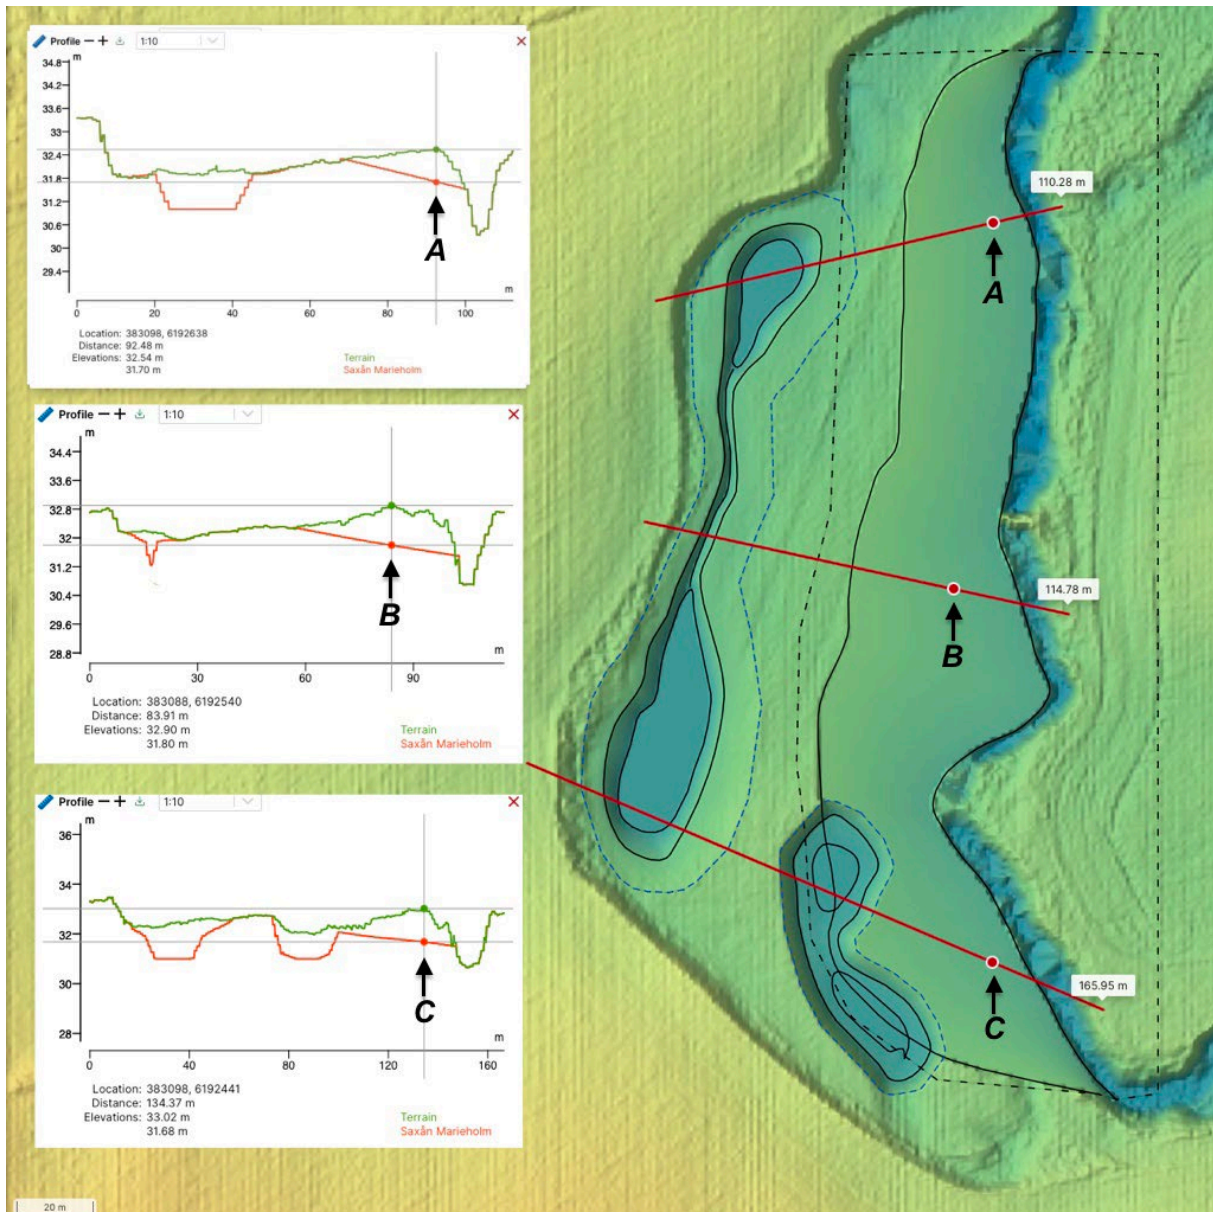 Profile − + 1:10
m
34.8
34.2
33.6
33
32.4
31.8
31.2
30.6
30
29.4
m
0 20 40 60 80 100
A
Location: 383098, 6192638
Distance: 92.48 m
Elevations: 32.54 m
31.70 m
Terrain
Saxån Marieholm
Profile − + 1:10
m
34.4
33.6
32.8
32
31.2
30.4
29.6
28.8
m
0 30 60 90
B
Location: 383088, 6192540
Distance: 83.91 m
Elevations: 32.90 m
31.80 m
Terrain
Saxån Marieholm
Profile − + 1:10
m
36
34
32
30
28
m
0 40 80 120 160
C
Location: 383098, 6192441
Distance: 134.37 m
Elevations: 33.02 m
31.68 m
Terrain
Saxån Marieholm
110.28 m
A
114.78 m
B
165.95 m
C
20 m